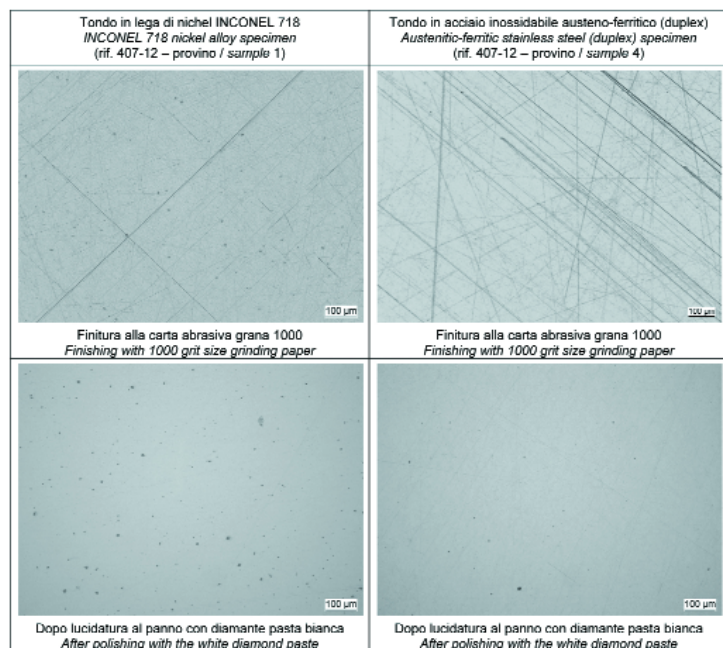 Tondo in lega di nichel INCONEL 718
INCONEL 718 nickel alloy specimen
(rif. 407-12 – provino / sample 1)
Tondo in acciaio inossidabile austeno-ferritico (duplex)
Austenitic-ferritic stainless steel (duplex) specimen
(rif. 407-12 – provino / sample 4)
100 µm
100 µm
Finitura alla carta abrasiva grana 1000
Finishing with 1000 grit size grinding paper
Finitura alla carta abrasiva grana 1000
Finishing with 1000 grit size grinding paper
100 µm
100 µm
Dopo lucidatura al panno con diamante pasta bianca
After polishing with the white diamond paste
Dopo lucidatura al panno con diamante pasta bianca
After polishing with the white diamond paste